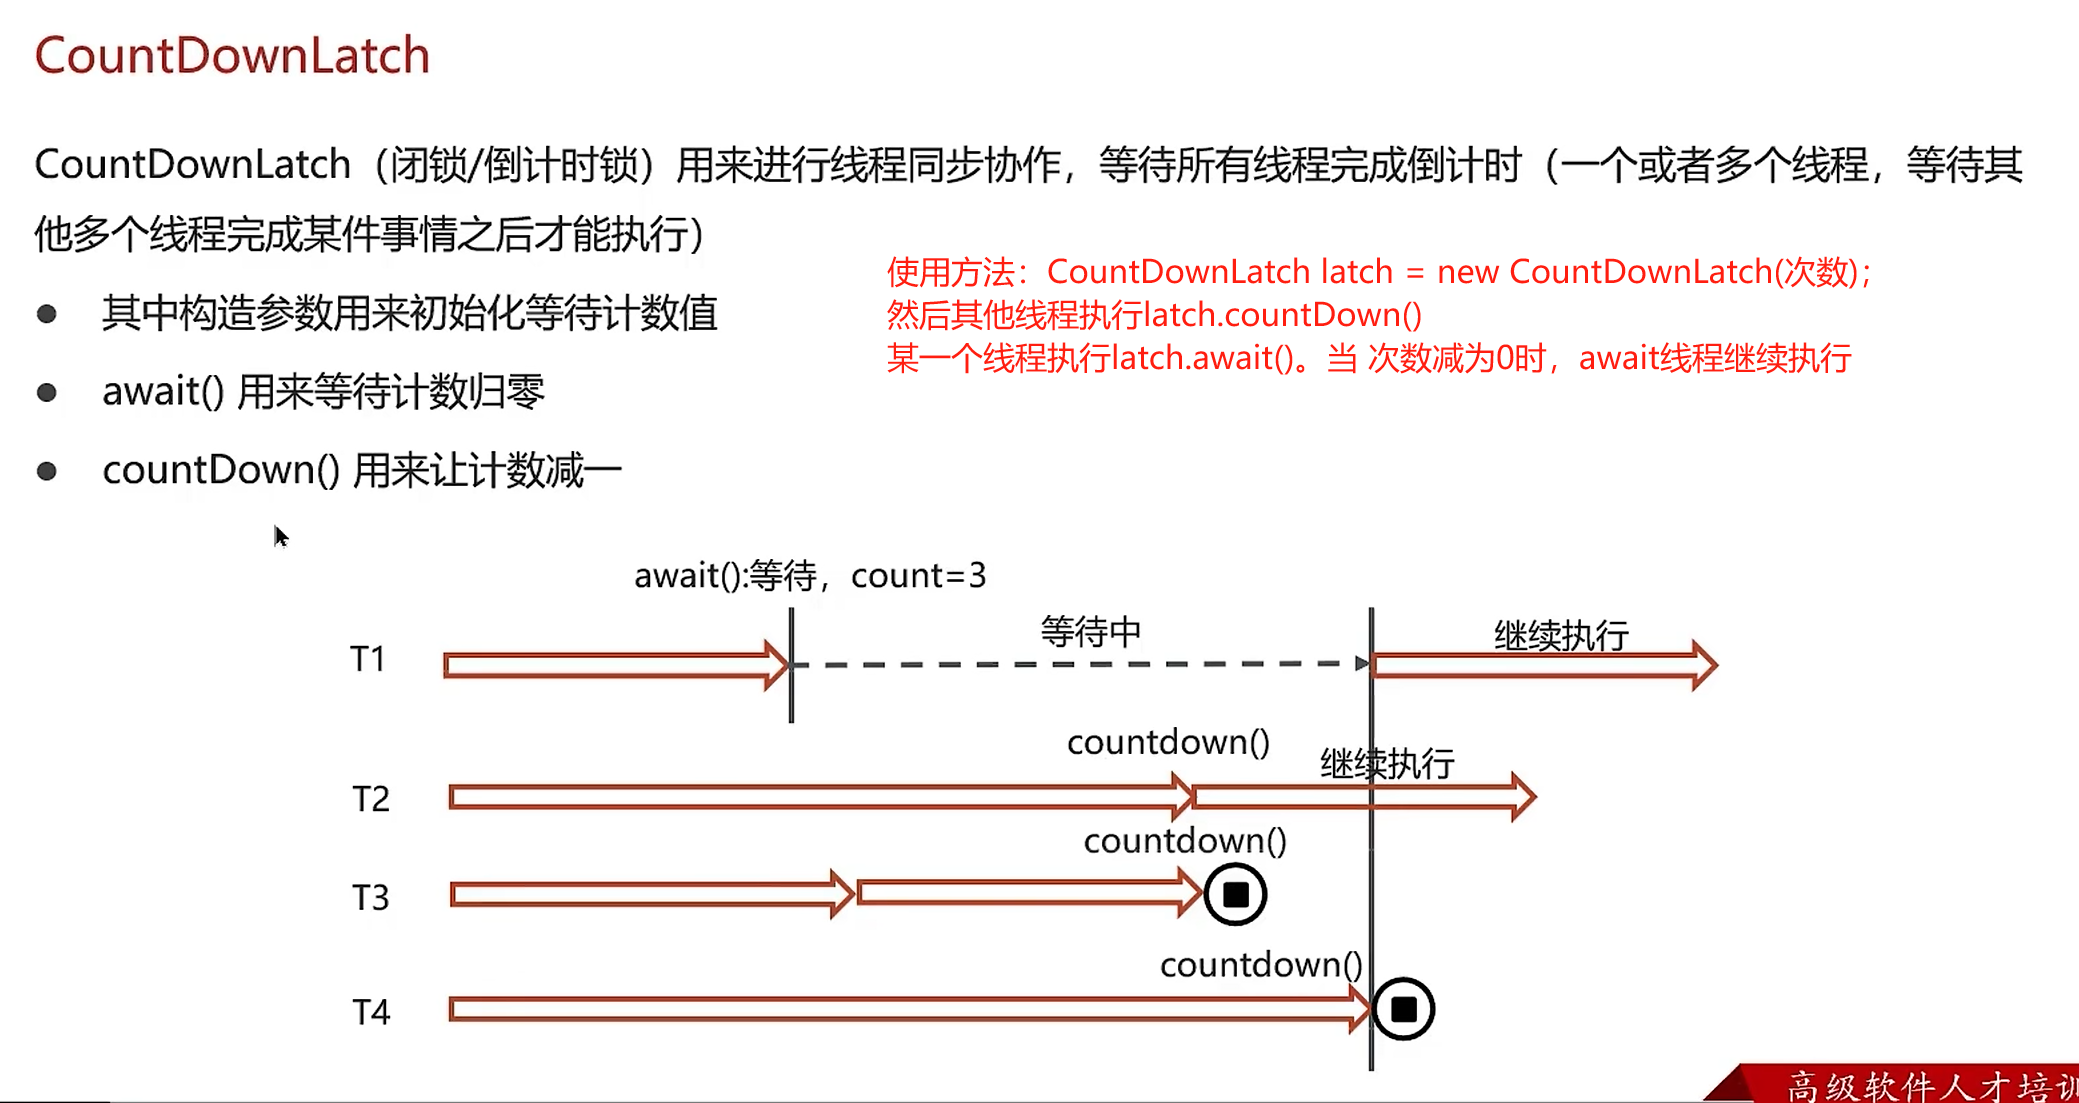 CountDownLatch
CountDownLatch（闭锁/倒计时锁）用来进行线程同步协作，等待所有线程完成倒计时（一个或者多个线程，等待其
他多个线程完成某件事情之后才能执行）
● 其中构造参数用来初始化等待计数值
● await() 用来等待计数归零
● countDown() 用来让计数减一
使用方法：CountDownLatch latch = new CountDownLatch(次数);
然后其他线程执行latch.countDown()
某一个线程执行latch.await()。当 次数减为0时，await线程继续执行
await():等待，count=3
T1
等待中
继续执行
countdown()
继续执行
T2
countdown()
T3
countdown()
T4
高级软件人才培训